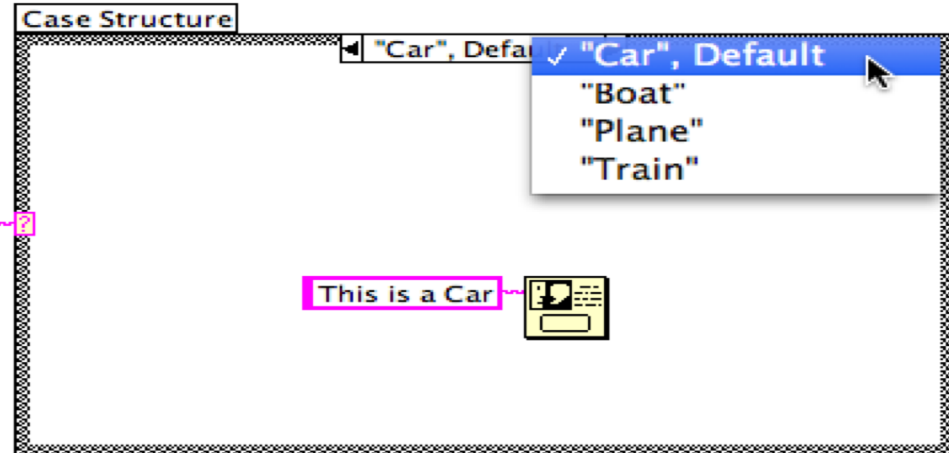 Case Structure
"Car", Defau
✓ "Car", Default
"Boat"
"Plane"
"Train"
?
This is a Car